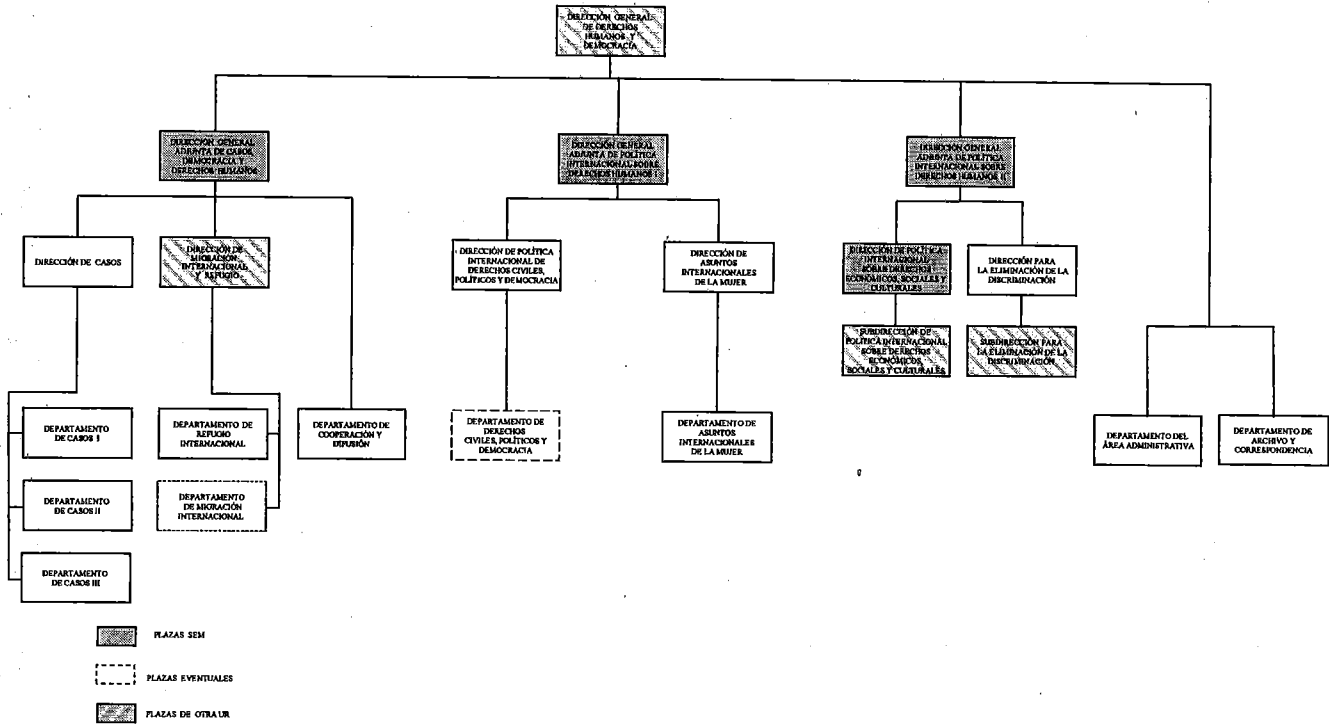 DIRECCIÓN GENERAL
DE DERECHOS
HUMANOS Y
DEMOCRACIA
DIRECCIÓN GENERAL
ADJUNTA DE CASOS,
DEMOCRACIA Y
DERECHOS HUMANOS
DIRECCIÓN GENERAL
ADJUNTA DE POLÍTICA
INTERNACIONAL SOBRE
DERECHOS HUMANOS I
DIRECCIÓN GENERAL
ADJUNTA DE POLÍTICA
INTERNACIONAL SOBRE
DERECHOS HUMANOS II
DIRECCIÓN DE CASOS
DIRECCIÓN DE
MIGRACIÓN
INTERNACIONAL
Y REFUGIO
DIRECCIÓN DE POLÍTICA
INTERNACIONAL DE
DERECHOS CIVILES,
POLÍTICOS Y DEMOCRACIA
DIRECCIÓN DE
ASUNTOS
INTERNACIONALES
DE LA MUJER
DIRECCIÓN DE POLÍTICA
INTERNACIONAL
SOBRE DERECHOS
ECONÓMICOS, SOCIALES Y
CULTURALES
DIRECCIÓN PARA
LA ELIMINACIÓN DE LA
DISCRIMINACIÓN
SUBDIRECCIÓN DE
POLÍTICA INTERNACIONAL
SOBRE DERECHOS
ECONÓMICOS,
SOCIALES Y CULTURALES
SUBDIRECCIÓN PARA
LA ELIMINACIÓN DE LA
DISCRIMINACIÓN
DEPARTAMENTO
DE CASOS I
DEPARTAMENTO DE
REFUGIO
INTERNACIONAL
DEPARTAMENTO DE
COOPERACIÓN Y
DIFUSIÓN
DEPARTAMENTO DE
DERECHOS
CIVILES, POLÍTICOS Y
DEMOCRACIA
DEPARTAMENTO DE
ASUNTOS
INTERNACIONALES
DE LA MUJER
DEPARTAMENTO DEL
ÁREA ADMINISTRATIVA
DEPARTAMENTO DE
ARCHIVO Y
CORRESPONDENCIA
DEPARTAMENTO
DE CASOS II
DEPARTAMENTO
DE MIGRACIÓN
INTERNACIONAL
DEPARTAMENTO
DE CASOS III
PLAZAS SEM
PLAZAS EVENTUALES
PLAZAS DE OTRA UR